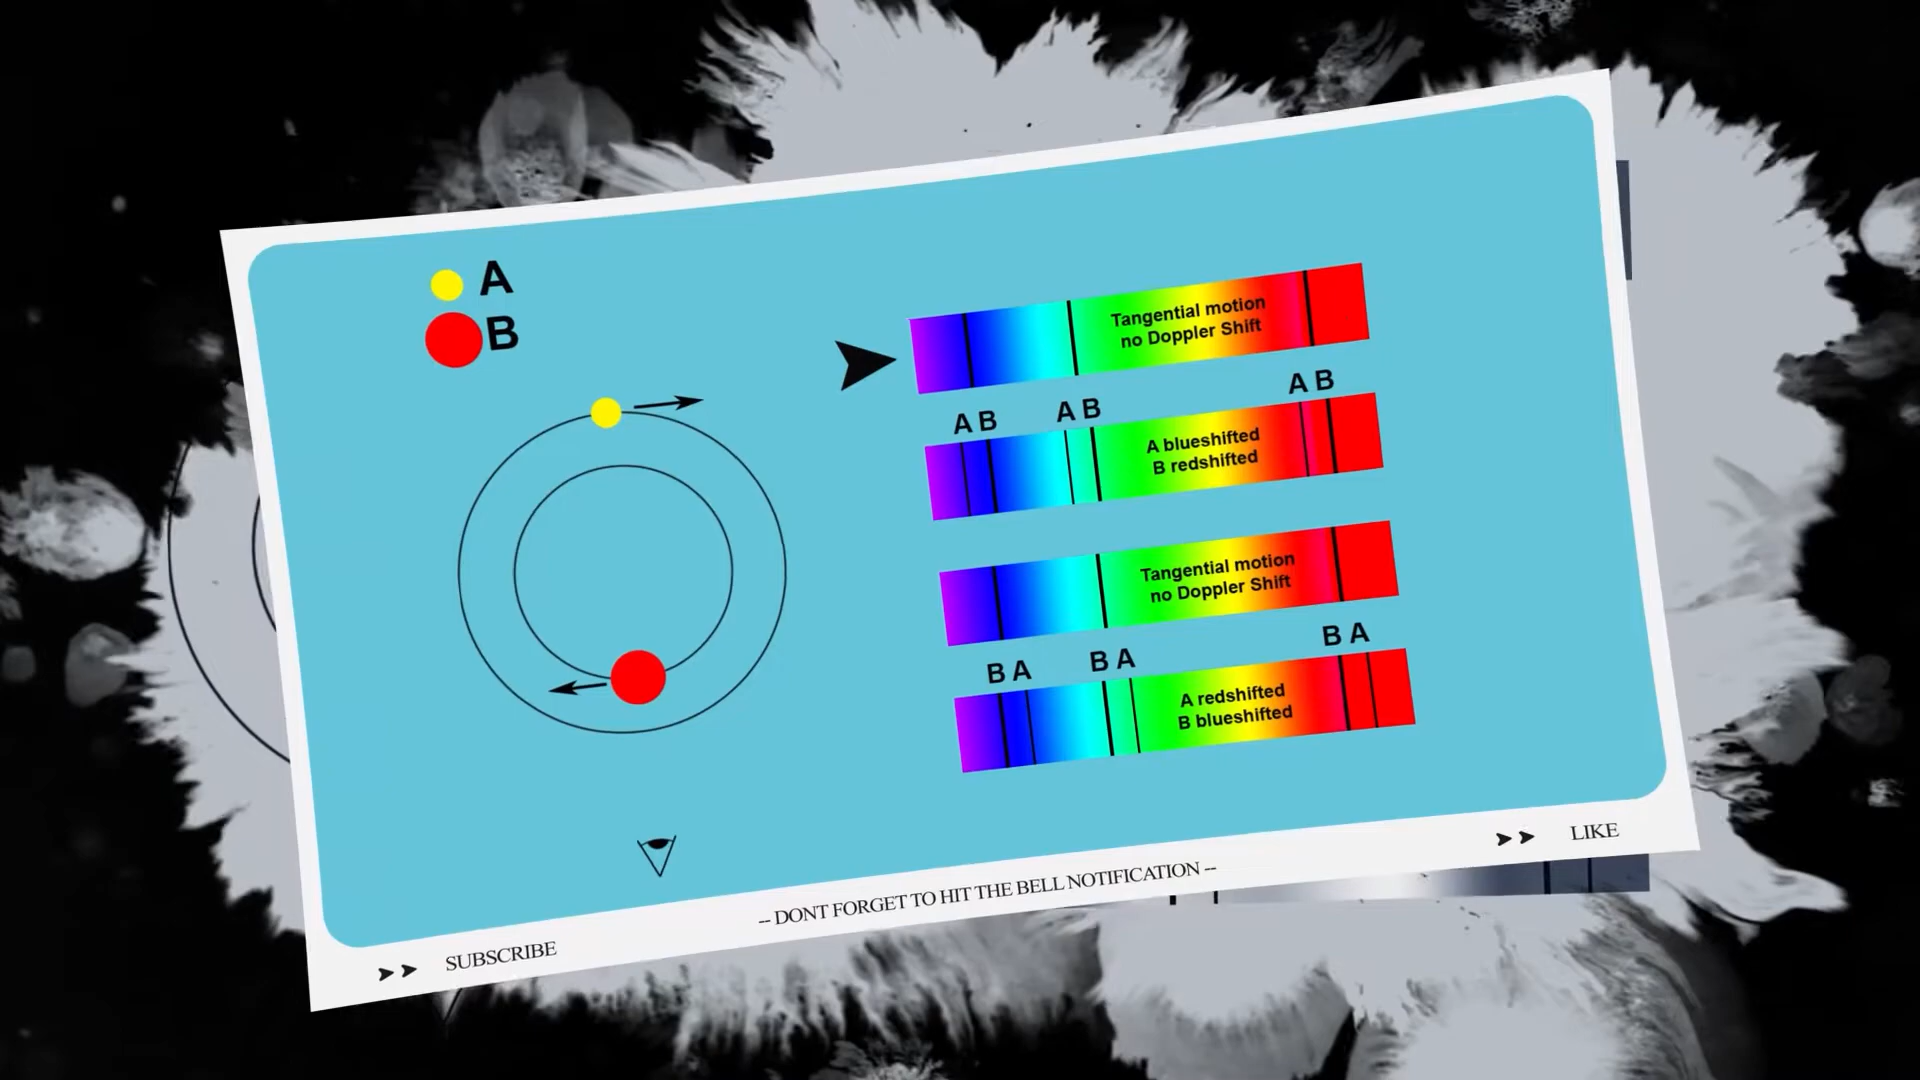 A
B
Tangential motion
no Doppler Shift
A B A B A B
A blueshifted
B redshifted
Tangential motion
no Doppler Shift
B A B A B A
A redshifted
B blueshifted
LIKE
-- DONT FORGET TO HIT THE BELL NOTIFICATION --
SUBSCRIBE